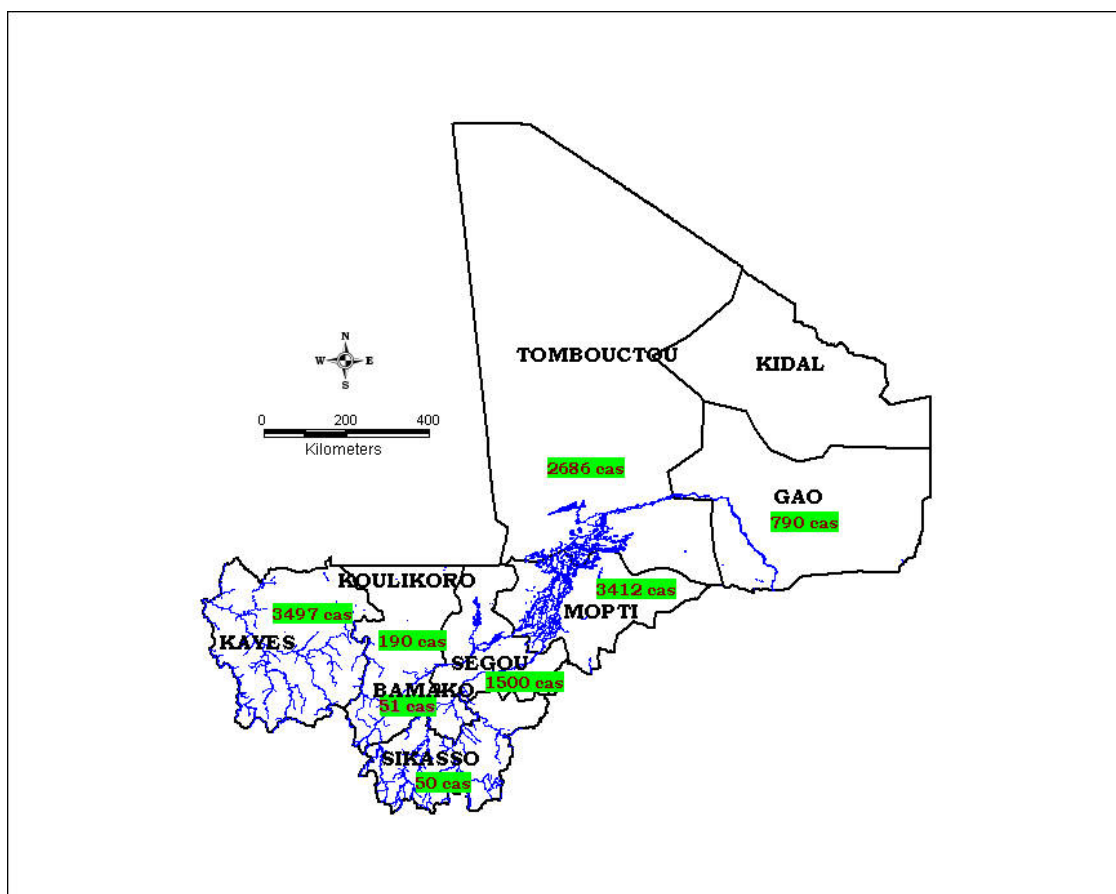 N
W E
S
0 200 400
Kilometers
TOMBOUCTOU
KIDAL
2686 cas
GAO
790 cas
KOULIKORO
3412 cas
MOPTI
3497 cas
KAYES
190 cas
SEGOU
1500 cas
BAMAKO
51 cas
SIKASSO
50 cas